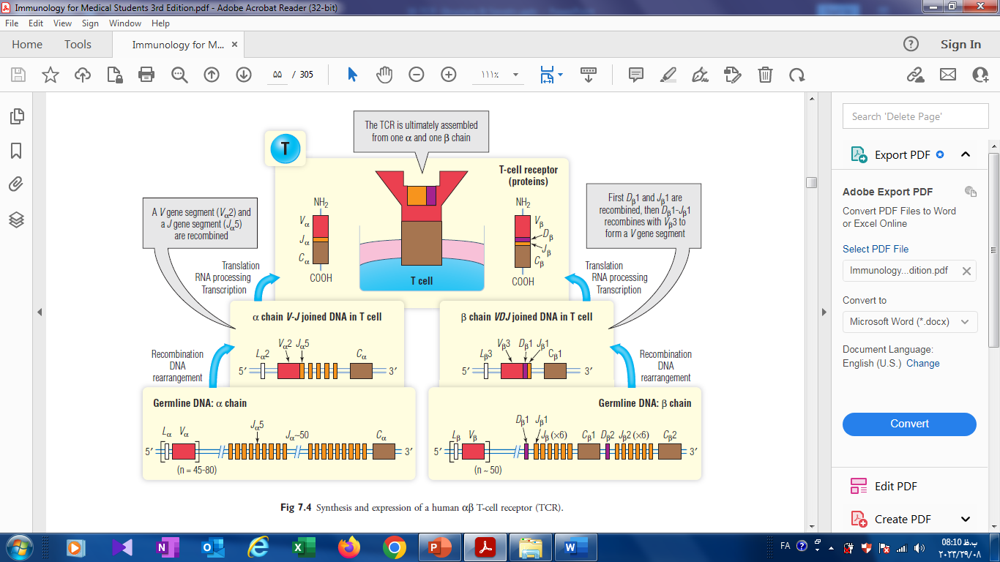 Immunology for Medical Students 3rd Edition.pdf - Adobe Acrobat Reader (32-bit)
File Edit View Sign Window Help
Home Tools Immunology for M... ×
Sign In
۵۵ / 305
۱۱۱%
The TCR is ultimately assembled
from one α and one β chain
T
T-cell receptor
(proteins)
A V gene segment (Vα2) and
a J gene segment (Jα5)
are recombined
First Dβ1 and Jβ1 are
recombined, then Dβ1-Jβ1
recombines with Vβ3 to
form a V gene segment
NH2
Vα
Jα
Cα
COOH
T cell
NH2
Vβ
Dβ
Jβ
Cβ
COOH
Translation
RNA processing
Transcription
Translation
RNA processing
Transcription
α chain V-J joined DNA in T cell
Vα2 Jα5
Lα2 Cα
5′ 3′
β chain VDJ joined DNA in T cell
Vβ3 Dβ1 Jβ1
Lβ3 Cβ1
5′ 3′
Recombination
DNA
rearrangement
Recombination
DNA
rearrangement
Germline DNA: α chain
Jα5
Lα Vα Jα~50 Cα
5′ 3′
(n = 45-80)
Germline DNA: β chain
Dβ1 Jβ1
Lβ Vβ Jβ (×6) Cβ1 Dβ2 Jβ2 (×6) Cβ2
5′ 3′
(n ~ 50)
Fig 7.4 Synthesis and expression of a human αβ T-cell receptor (TCR).
Search 'Delete Page'
Export PDF
Adobe Export PDF
Convert PDF Files to Word
or Excel Online
Select PDF File
Immunology...dition.pdf
Convert to
Microsoft Word (*.docx)
Document Language:
English (U.S.) Change
Convert
Edit PDF
Create PDF
FA
08:10 ب.ظ
۲۰۲۲/۲۹/۰۸